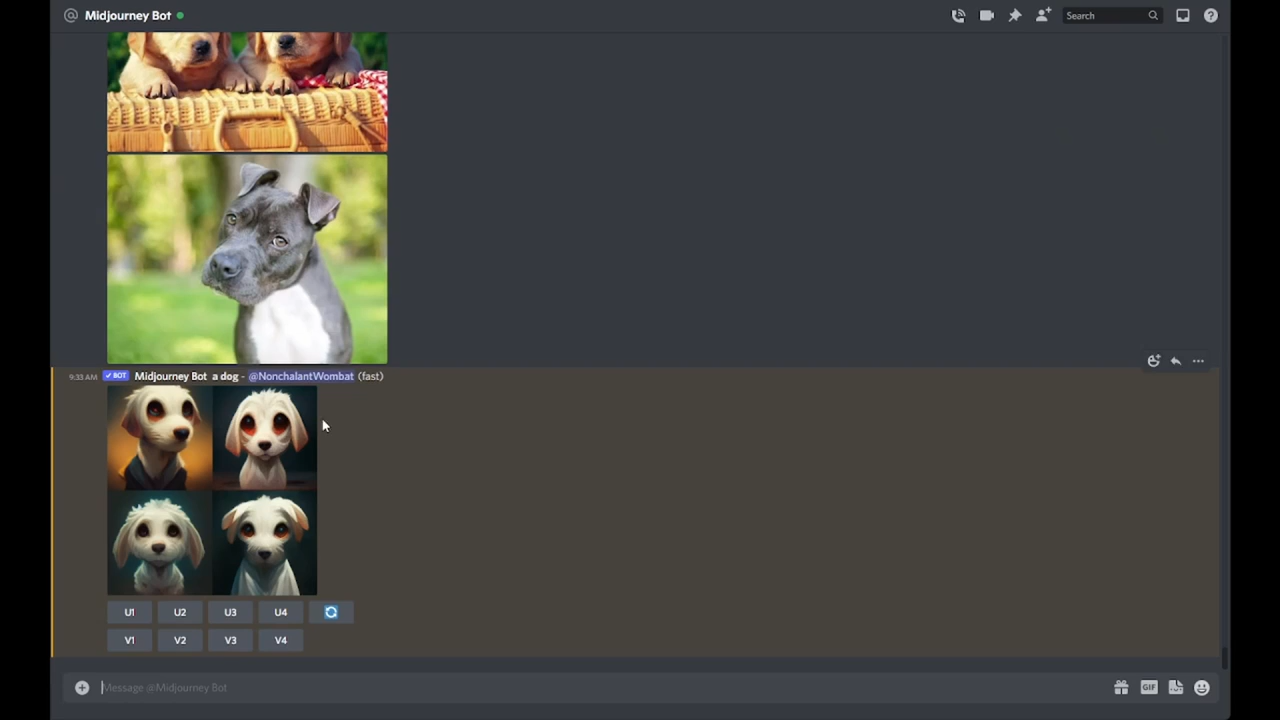 Midjourney Bot
Search
9:33 AM BOT Midjourney Bot a dog - @NonchalantWombat (fast)
U1 U2 U3 U4
V1 V2 V3 V4
Message @Midjourney Bot
GIF